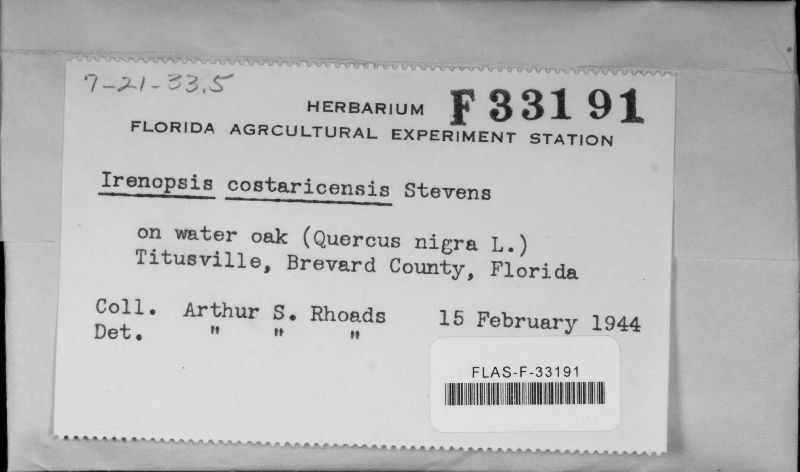 7-21-33.5
HERBARIUM F33191
FLORIDA AGRCULTURAL EXPERIMENT STATION
Irenopsis costaricensis Stevens
on water oak (Quercus nigra L.)
Titusville, Brevard County, Florida
Coll. Arthur S. Rhoads 15 February 1944
Det. " " "
FLAS-F-33191